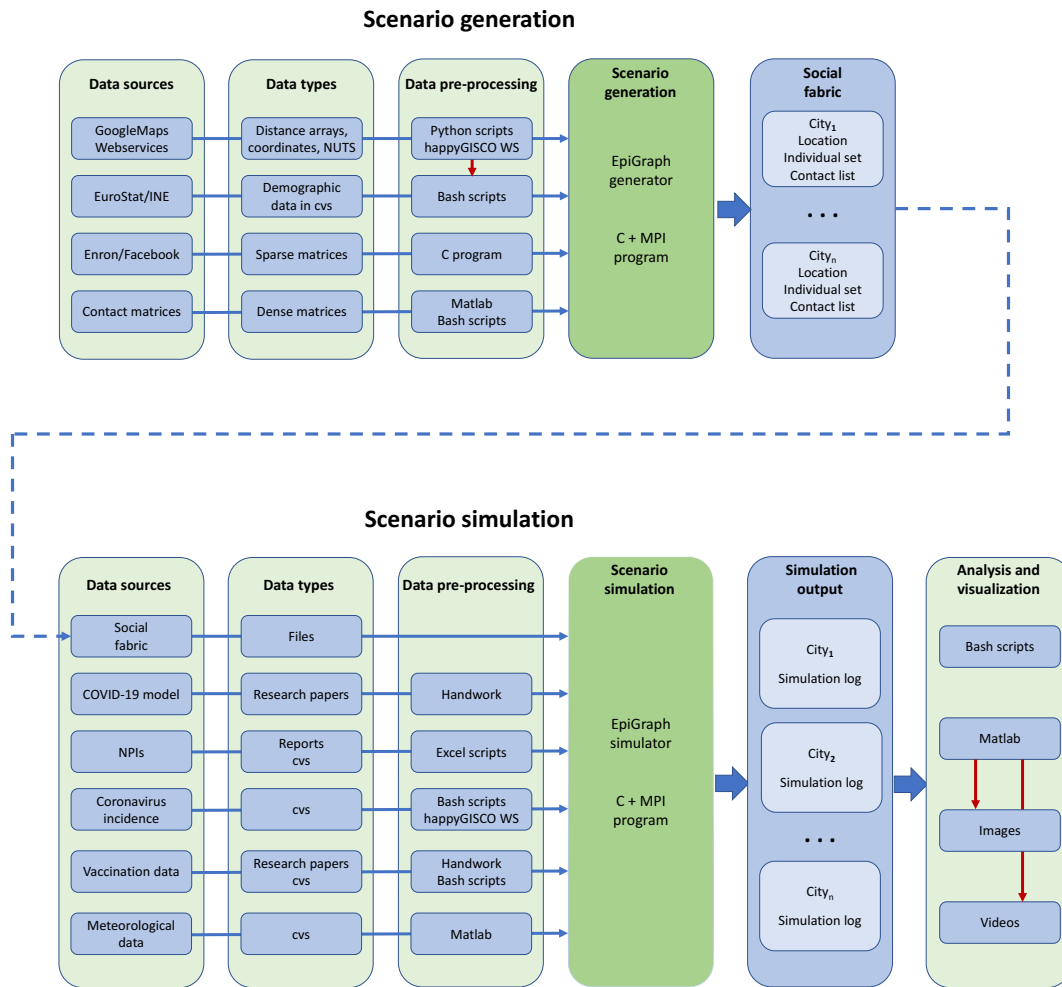 Scenario generation
Data sources
GoogleMaps
Webservices
EuroStat/INE
Enron/Facebook
Contact matrices
Data types
Distance arrays,
coordinates, NUTS
Demographic
data in cvs
Sparse matrices
Dense matrices
Data pre-processing
Python scripts
happyGISCO WS
Bash scripts
C program
Matlab
Bash scripts
Scenario
generation
EpiGraph
generator
C + MPI
program
Social
fabric
City1
Location
Individual set
Contact list
...
Cityn
Location
Individual set
Contact list
Scenario simulation
Data sources
Social
fabric
COVID-19 model
NPIs
Coronavirus
incidence
Vaccination data
Meteorological
data
Data types
Files
Research papers
Reports
cvs
cvs
Research papers
cvs
cvs
Data pre-processing
Handwork
Excel scripts
Bash scripts
happyGISCO WS
Handwork
Bash scripts
Matlab
Scenario
simulation
EpiGraph
simulator
C + MPI
program
Simulation
output
City1
Simulation log
City2
Simulation log
...
Cityn
Simulation log
Analysis and
visualization
Bash scripts
Matlab
Images
Videos